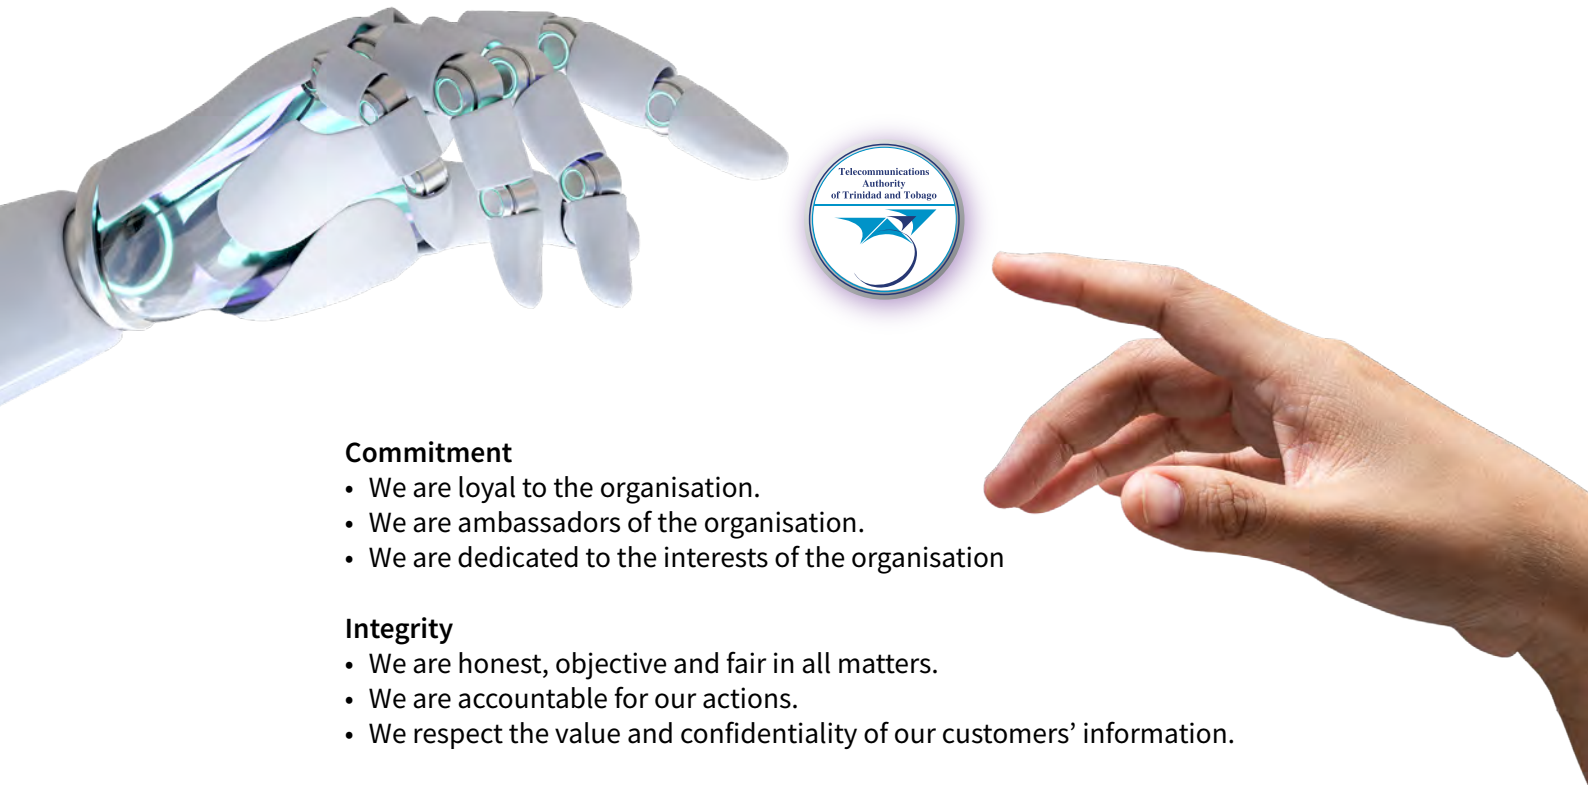 Telecommunications
Authority
of Trinidad and Tobago
Commitment
• We are loyal to the organisation.
• We are ambassadors of the organisation.
• We are dedicated to the interests of the organisation
Integrity
• We are honest, objective and fair in all matters.
• We are accountable for our actions.
• We respect the value and confidentiality of our customers’ information.